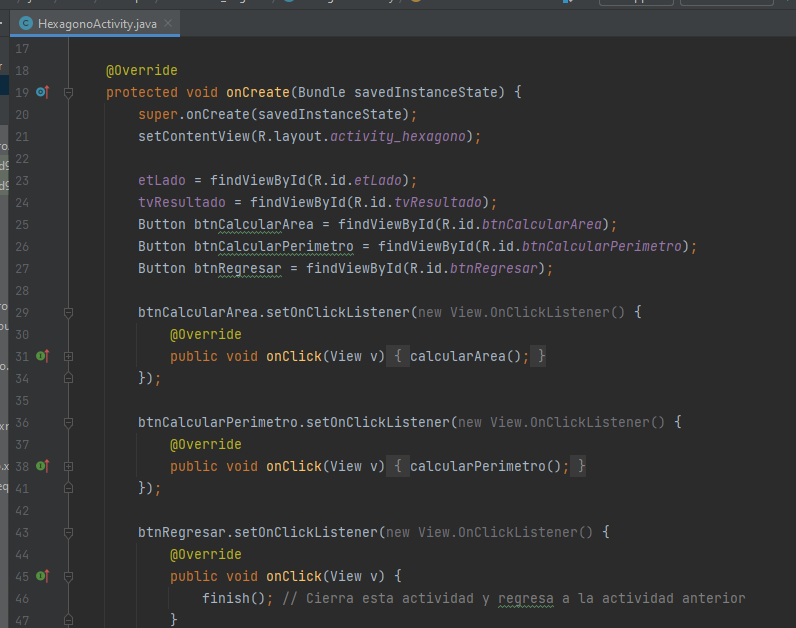 HexagonoActivity.java
17
18 @Override
19 protected void onCreate(Bundle savedInstanceState) {
20 super.onCreate(savedInstanceState);
21 setContentView(R.layout.activity_hexagono);
22
23 etLado = findViewById(R.id.etLado);
24 tvResultado = findViewById(R.id.tvResultado);
25 Button btnCalcularArea = findViewById(R.id.btnCalcularArea);
26 Button btnCalcularPerimetro = findViewById(R.id.btnCalcularPerimetro);
27 Button btnRegresar = findViewById(R.id.btnRegresar);
28
29 btnCalcularArea.setOnClickListener(new View.OnClickListener() {
30 @Override
31 public void onClick(View v) { calcularArea(); }
34 });
35
36 btnCalcularPerimetro.setOnClickListener(new View.OnClickListener() {
37 @Override
38 public void onClick(View v) { calcularPerimetro(); }
41 });
42
43 btnRegresar.setOnClickListener(new View.OnClickListener() {
44 @Override
45 public void onClick(View v) {
46 finish(); // Cierra esta actividad y regresa a la actividad anterior
47 }